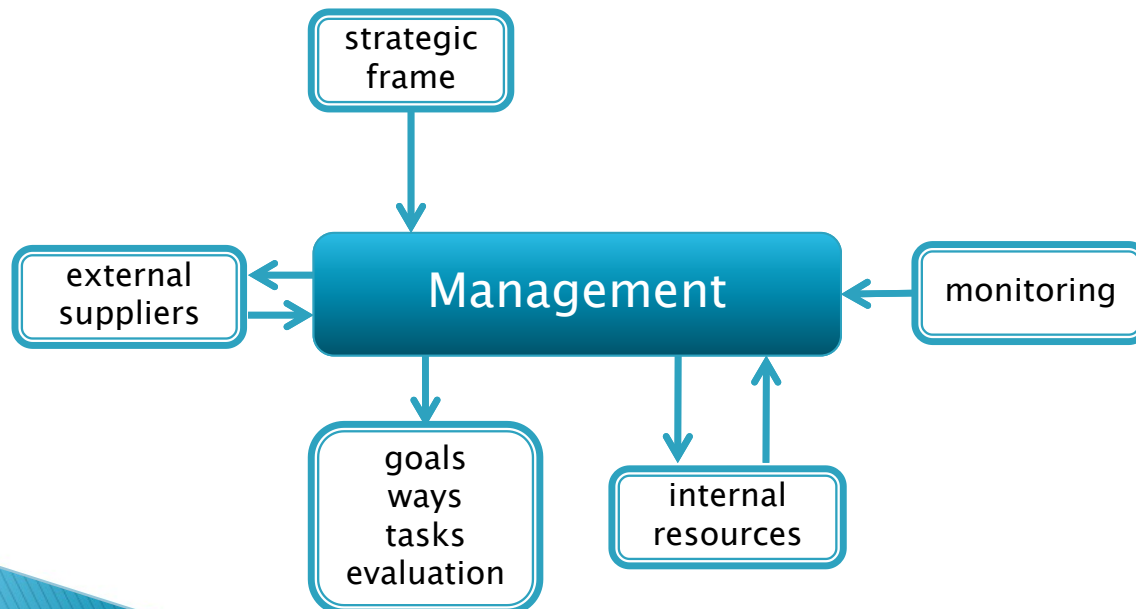 strategic
frame
external
suppliers
Management
monitoring
goals
ways
tasks
evaluation
internal
resources